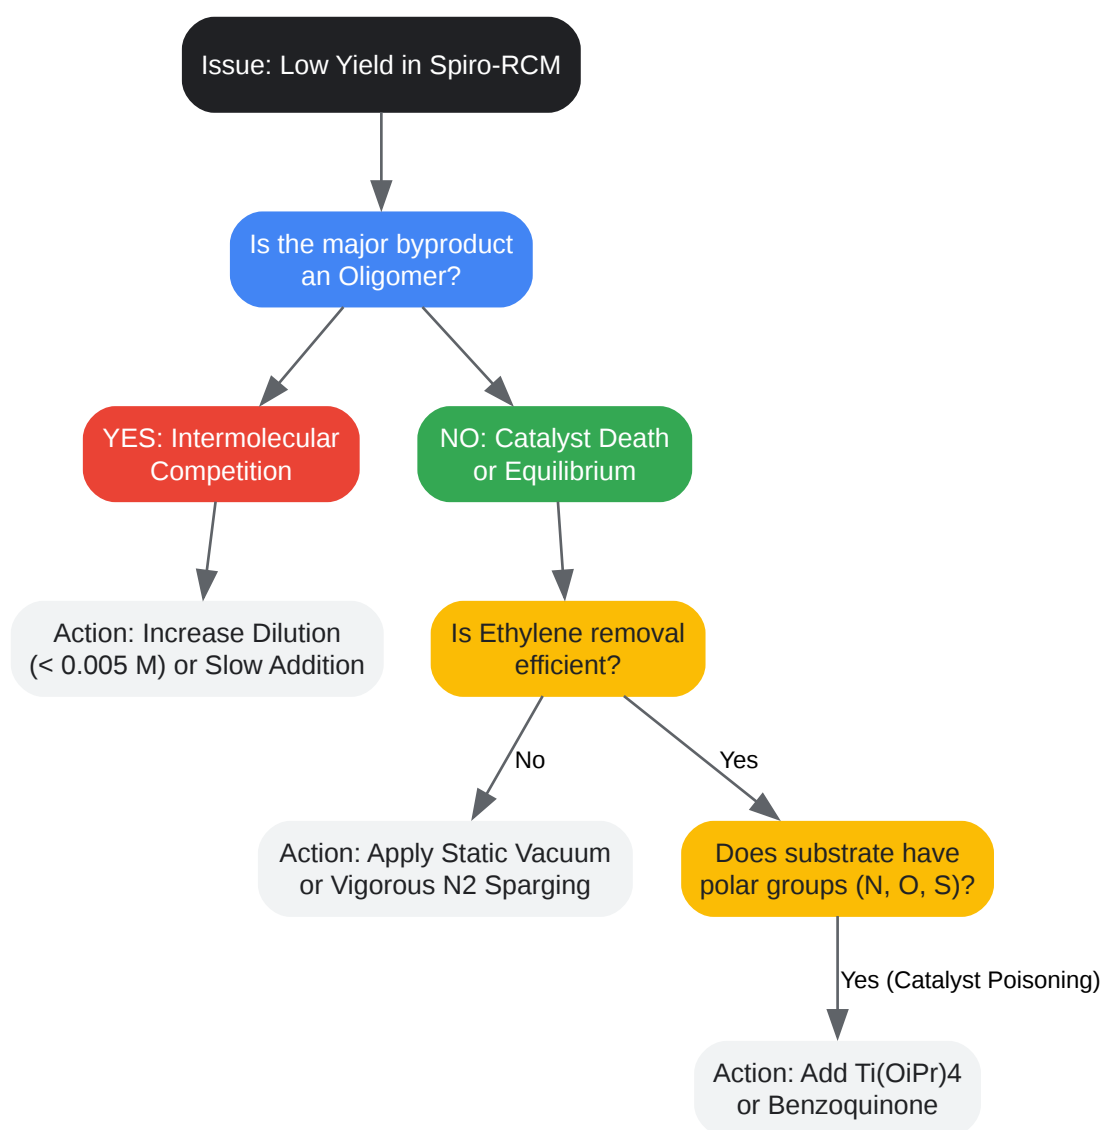 Issue: Low Yield in Spiro-RCM
Is the major byproduct
an Oligomer?
YES: Intermolecular
Competition
NO: Catalyst Death
or Equilibrium
Action: Increase Dilution
(< 0.005 M) or Slow Addition
Is Ethylene removal
efficient?
No
Yes
Action: Apply Static Vacuum
or Vigorous N2 Sparging
Does substrate have
polar groups (N, O, S)?
Yes (Catalyst Poisoning)
Action: Add Ti(OiPr)4
or Benzoquinone